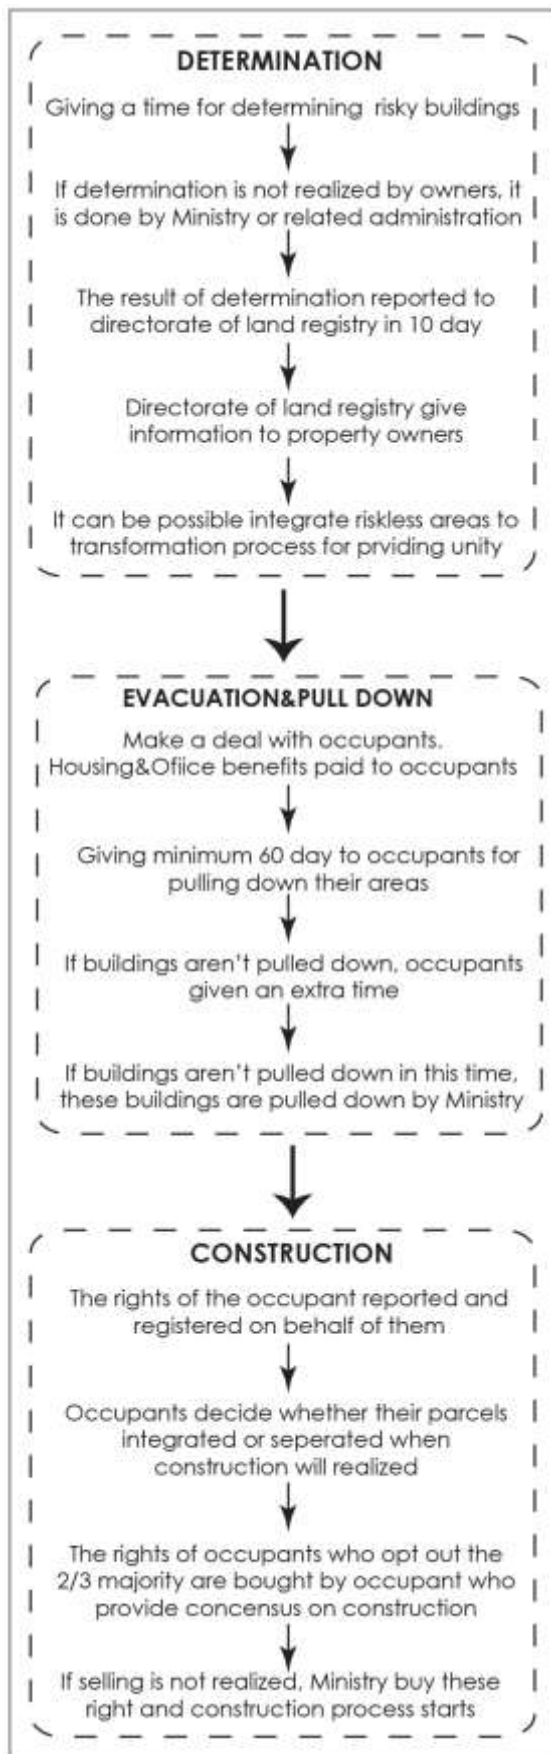 DETERMINATION
Giving a time for determining risky buildings
If determination is not realized by owners, it
is done by Ministry or related administration
The result of determination reported to
directorate of land registry in 10 day
Directorate of land registry give
information to property owners
It can be possible integrate riskless areas to
transformation process for prviding unity
EVACUATION&PULL DOWN
Make a deal with occupants.
Housing&Ofiice benefits paid to occupants
Giving minimum 60 day to occupants for
pulling down their areas
If buildings aren't pulled down, occupants
given an extra time
If buildings aren't pulled down in this time,
these buildings are pulled down by Ministry
CONSTRUCTION
The rights of the occupant reported and
registered on behalf of them
Occupants decide whether their parcels
integrated or seperated when
construction will realized
The rights of occupants who opt out the
2/3 majority are bought by occupant who
provide concensus on construction
If selling is not realized, Ministry buy these
right and construction process starts